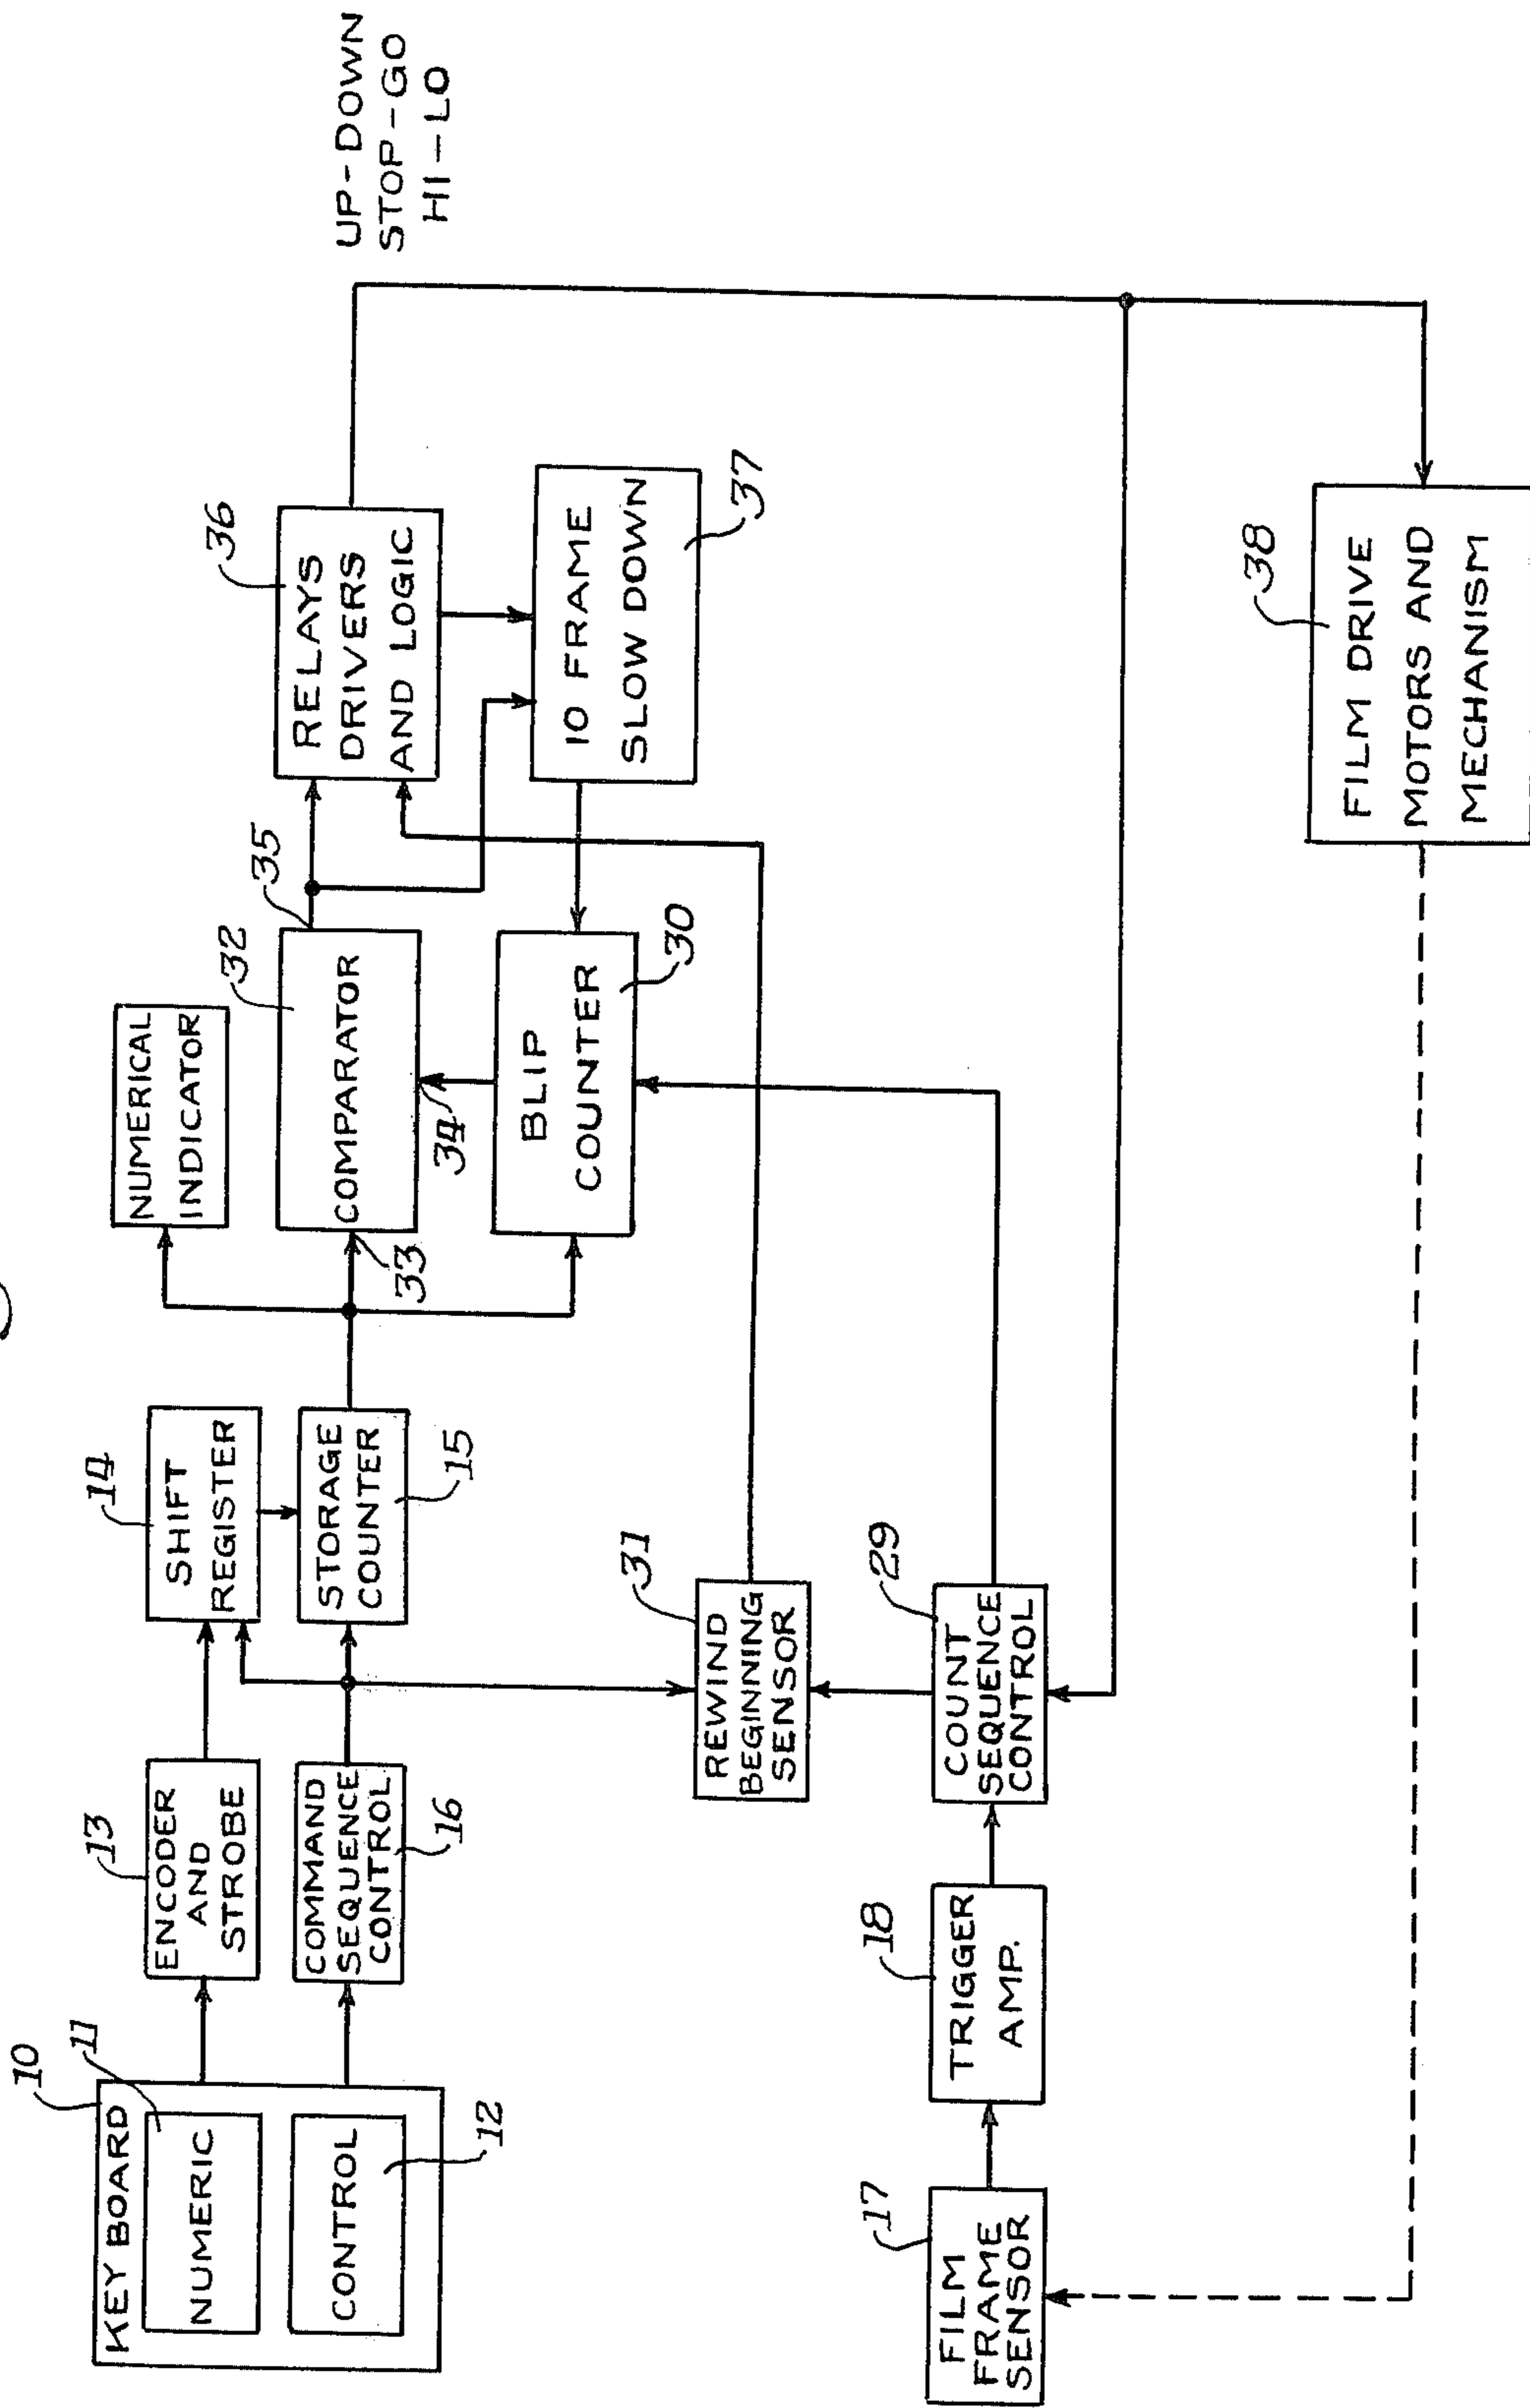 10
KEY BOARD
11
NUMERIC
CONTROL
12
13
ENCODER
AND
STROBE
COMMAND
SEQUENCE
CONTROL
16
14
SHIFT
REGISTER
STORAGE
COUNTER
15
NUMERICAL
INDICATOR
32
COMPARATOR
33
34
35
BLIP
COUNTER
30
36
RELAYS
DRIVERS
AND LOGIC
10 FRAME
SLOW DOWN
37
UP-DOWN
STOP-GO
HI-LO
31
REWIND
BEGINNING
SENSOR
17
FILM
FRAME
SENSOR
18
TRIGGER
AMP.
29
COUNT
SEQUENCE
CONTROL
38
FILM DRIVE
MOTORS AND
MECHANISM